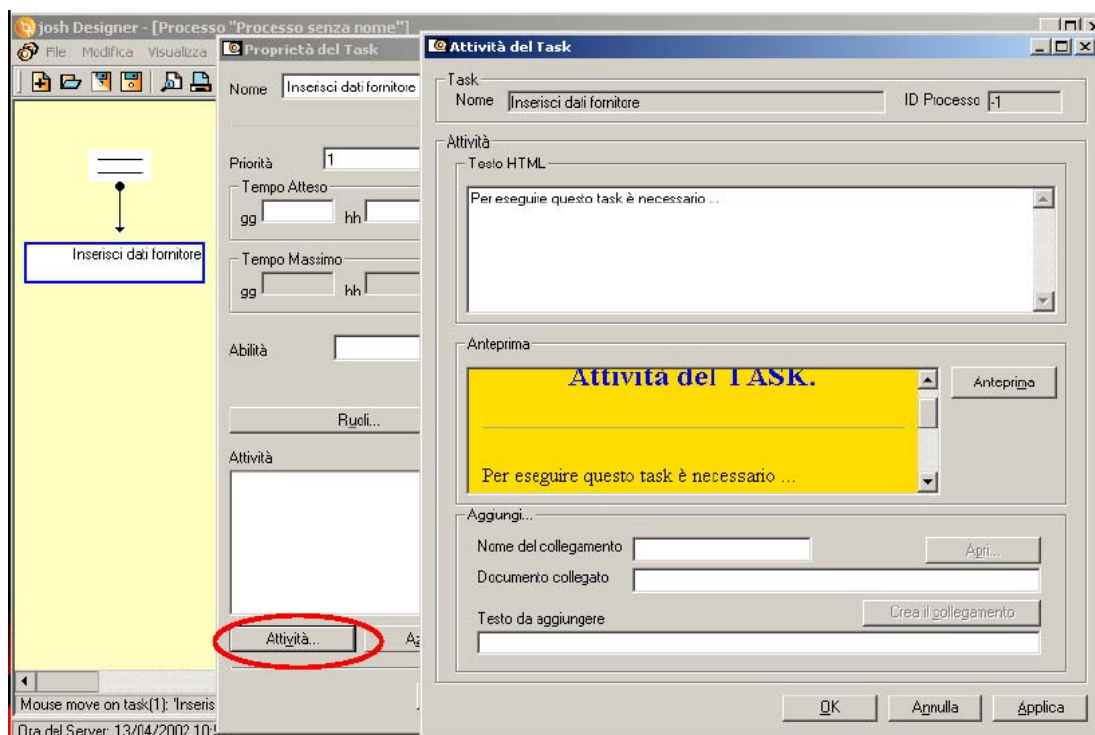 josh Designer - [Processo "Processo senza nome"]
File Modifica Visualizza
Inserisci dati fornitore
Mouse move on task(1): 'Inseris
Ora del Server: 13/04/2002 10:
Proprietà del Task
Nome Inserisci dati fornitore
Priorità 1
Tempo Atteso
gg hh
Tempo Massimo
gg hh
Abilità
Ruoli...
Attività
Attività...
Attività del Task
Task
Nome Inserisci dati fornitore ID Processo -1
Attività
Testo HTML
Per eseguire questo task è necessario ...
Anteprima
Attività del TASK.
Anteprima
Per eseguire questo task è necessario ...
Aggiungi...
Nome del collegamento
Apri...
Documento collegato
Crea il collegamento
Testo da aggiungere
OK Annulla Applica